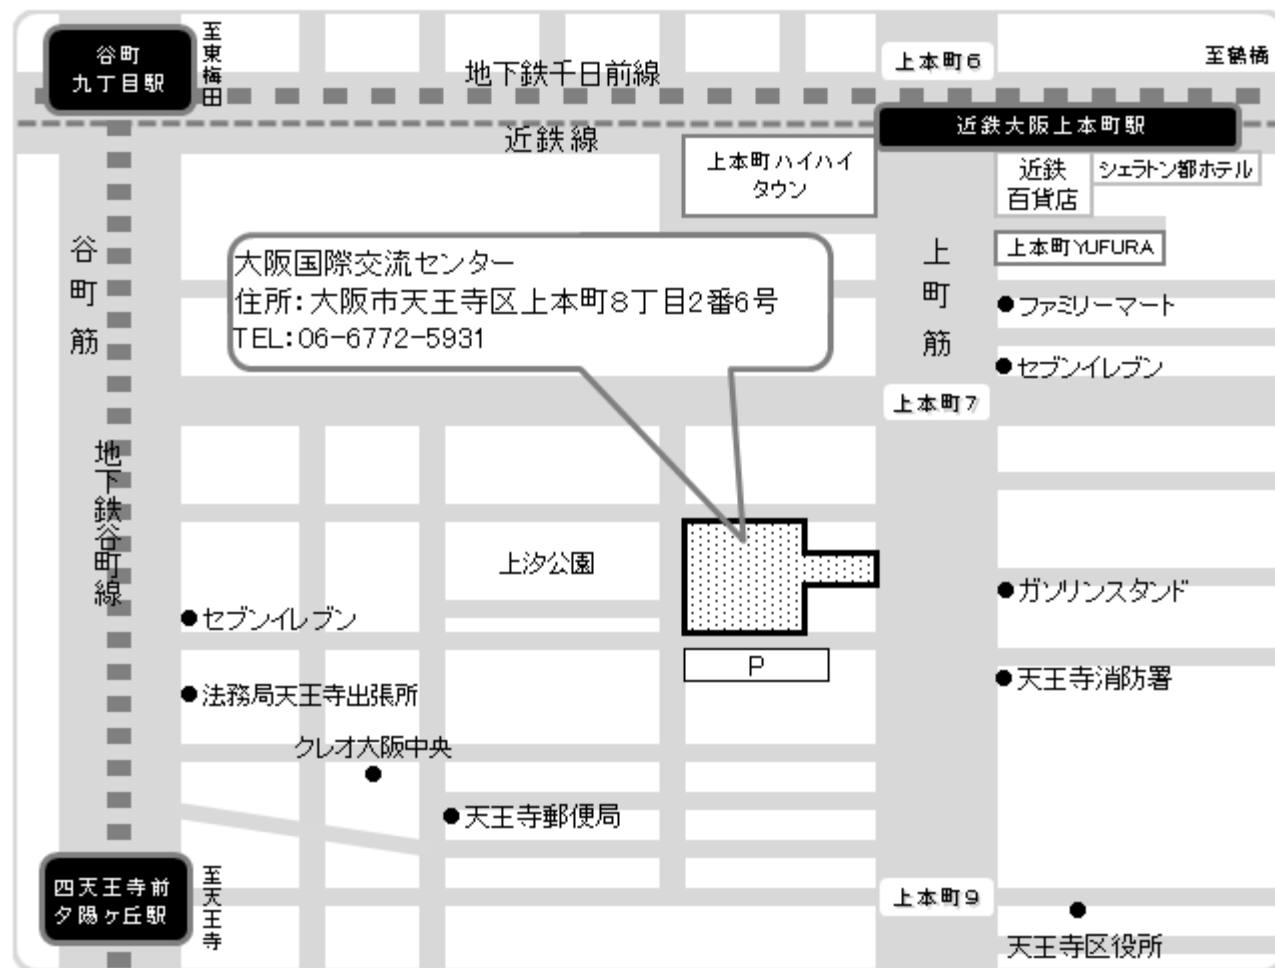 谷町
九丁目駅
至東梅田
地下鉄千日前線
上本町6
至鶴橋
近鉄線
近鉄大阪上本町駅
上本町ハイハイ
タウン
近鉄
百貨店
シェラトン都ホテル
上本町YUFURA
谷町筋
上町筋
大阪国際交流センター
住所:大阪市天王寺区上本町8丁目2番6号
TEL:06-6772-5931
●ファミリーマート
●セブンイレブン
上本町7
地下鉄谷町線
上汐公園
●セブンイレブン
●ガソリンスタンド
P
●法務局天王寺出張所
●天王寺消防署
クレオ大阪中央
●天王寺郵便局
四天王寺前
夕陽ヶ丘駅
至天王寺
上本町9
天王寺区役所